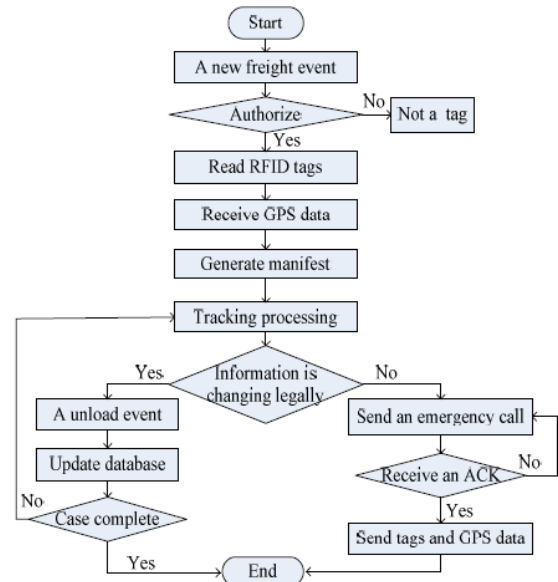 Start
A new freight event
Authorize
No
Not a tag
Yes
Read RFID tags
Receive GPS data
Generate manifest
Tracking processing
Yes
Information is
changing legally
No
A unload event
Send an emergency call
Update database
Receive an ACK
No
No
Case complete
Yes
Send tags and GPS data
Yes
End